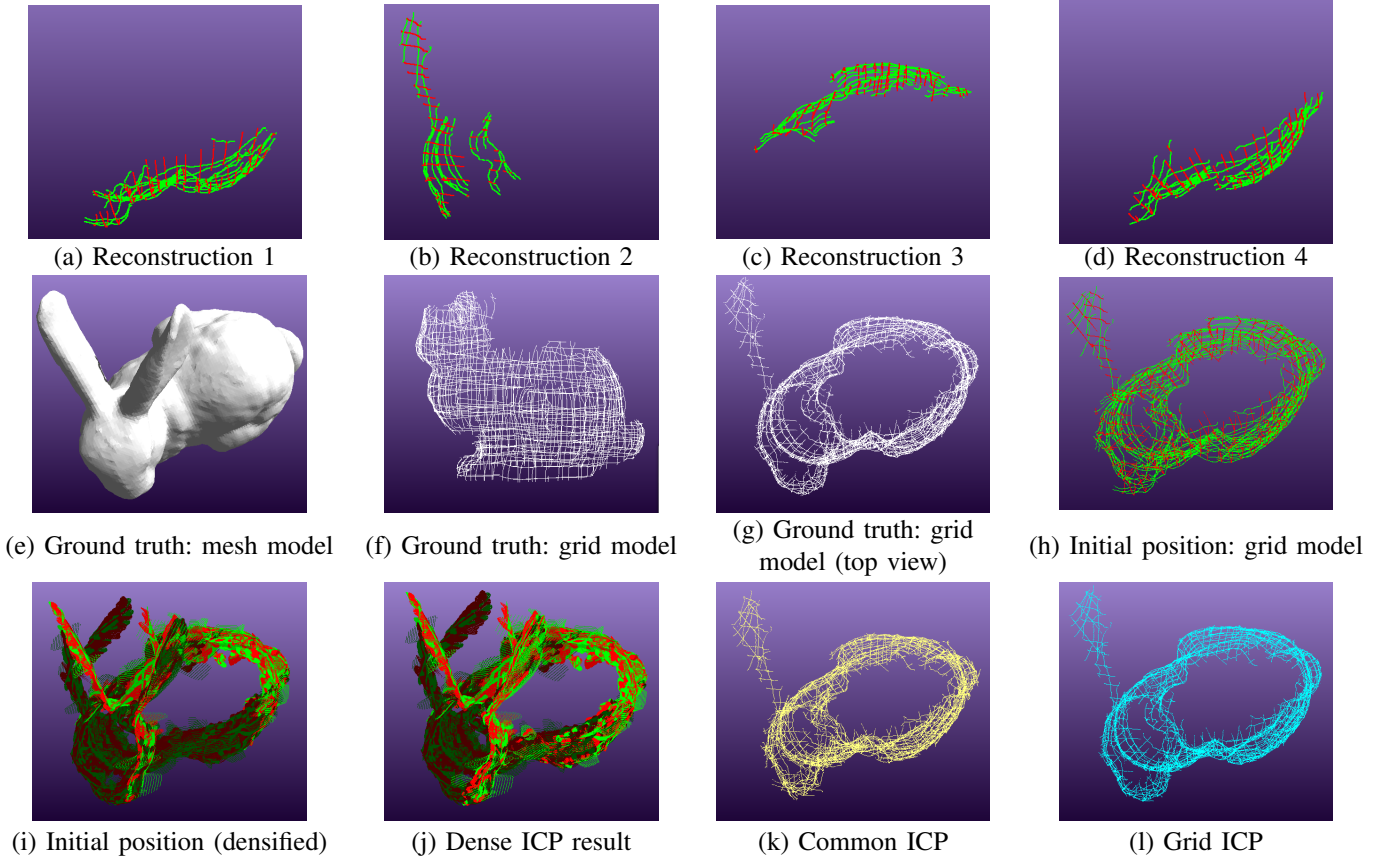 (a) Reconstruction 1
(b) Reconstruction 2
(c) Reconstruction 3
(d) Reconstruction 4
(e) Ground truth: mesh model
(f) Ground truth: grid model
(g) Ground truth: grid
model (top view)
(h) Initial position: grid model
(i) Initial position (densified)
(j) Dense ICP result
(k) Common ICP
(l) Grid ICP